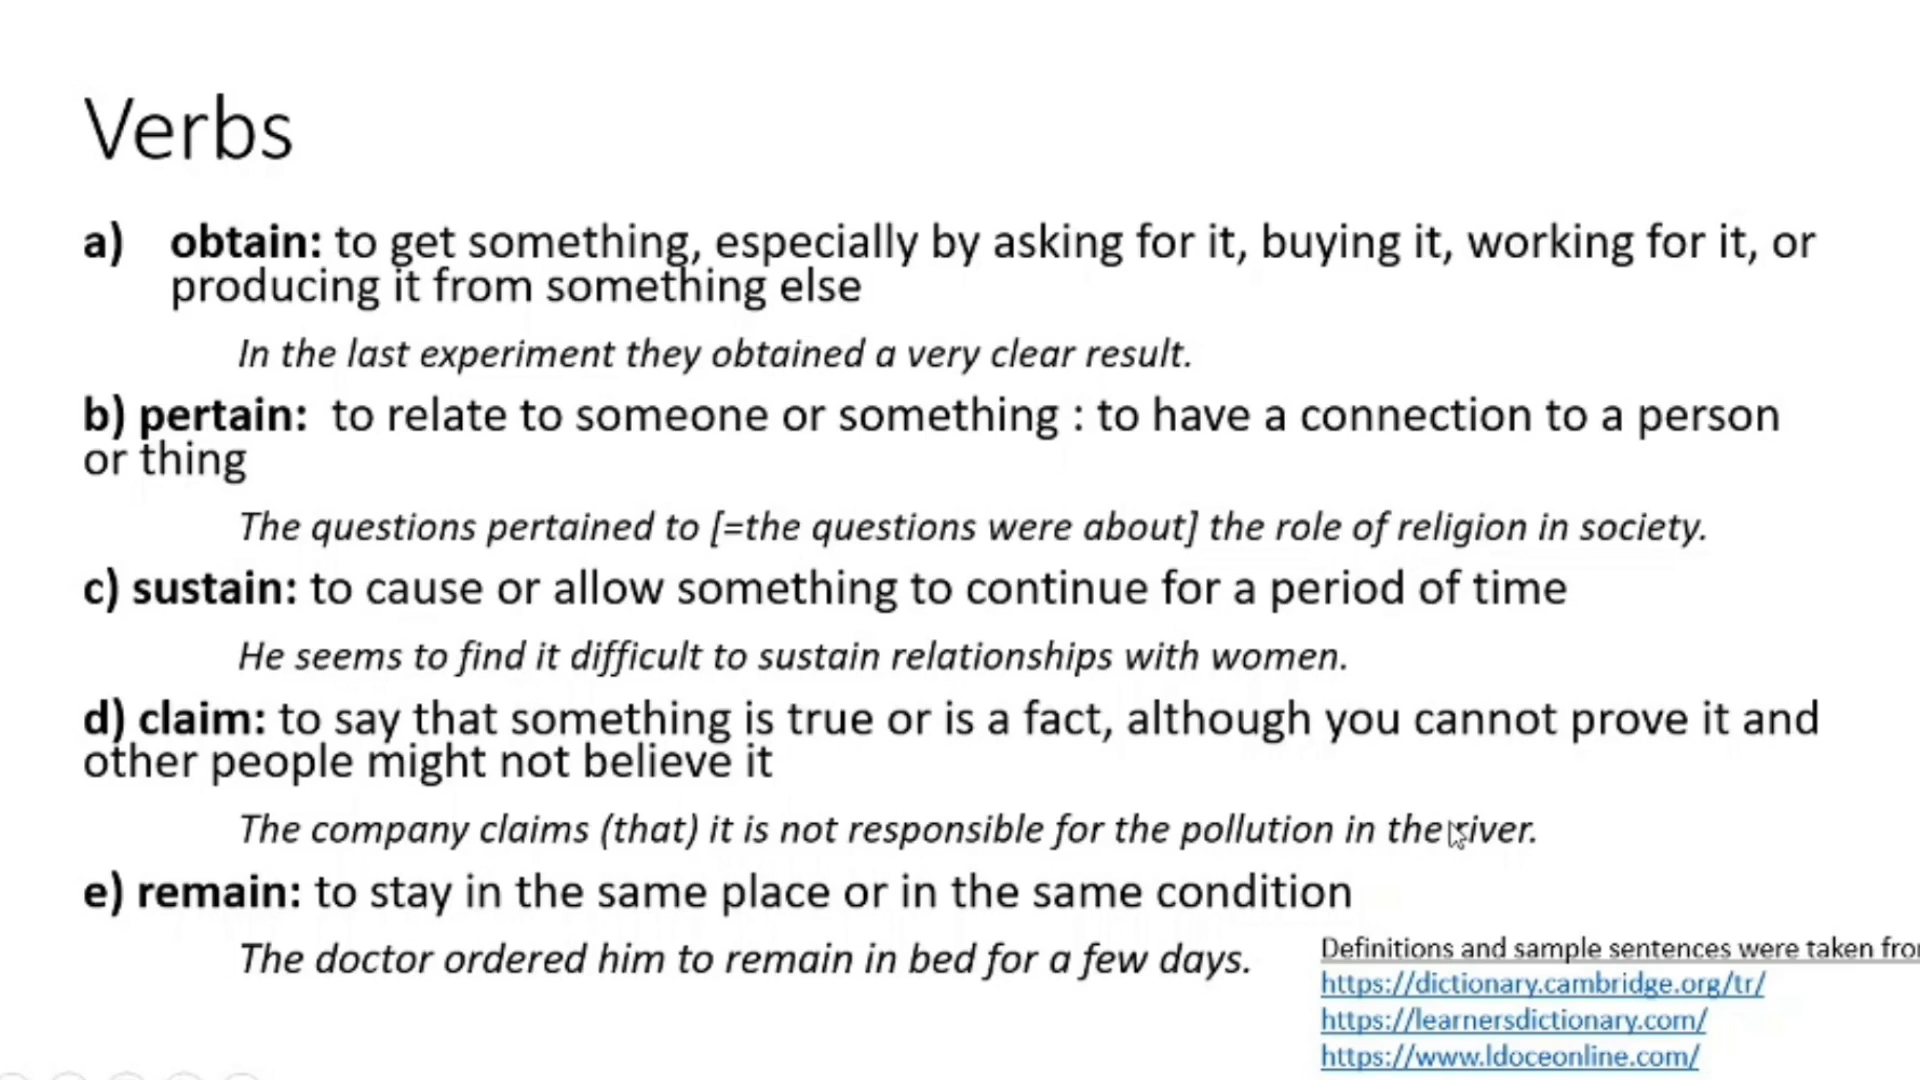 Verbs
a) obtain: to get something, especially by asking for it, buying it, working for it, or
producing it from something else
In the last experiment they obtained a very clear result.
b) pertain: to relate to someone or something : to have a connection to a person
or thing
The questions pertained to [=the questions were about] the role of religion in society.
c) sustain: to cause or allow something to continue for a period of time
He seems to find it difficult to sustain relationships with women.
d) claim: to say that something is true or is a fact, although you cannot prove it and
other people might not believe it
The company claims (that) it is not responsible for the pollution in the river.
e) remain: to stay in the same place or in the same condition
The doctor ordered him to remain in bed for a few days.
Definitions and sample sentences were taken
https://dictionary.cambridge.org/tr/
https://learnersdictionary.com/
https://www.ldoceonline.com/